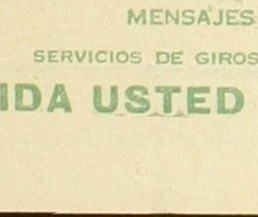 MENSAJES
SERVICIOS DE GIROS
IDA USTED